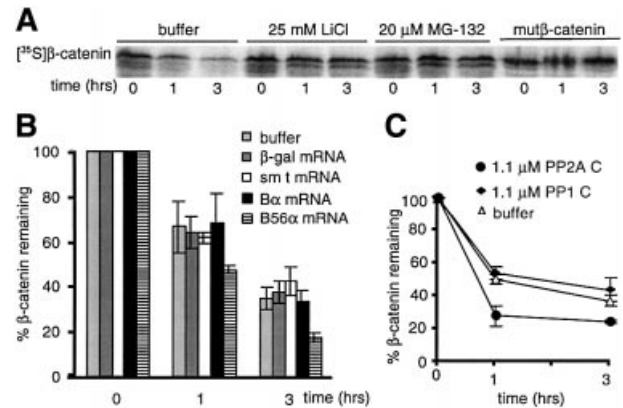 A
buffer 25 mM LiCl 20 µM MG-132 mutβ-catenin
[³⁵S]β-catenin
time (hrs) 0 1 3 0 1 3 0 1 3 0 1 3
B
% β-catenin remaining
100
80
60
40
20
0
buffer
β-gal mRNA
sm t mRNA
Bα mRNA
B56α mRNA
0 1 3 time (hrs)
C
% β-catenin remaining
100
80
60
40
20
0
1.1 µM PP2A C
1.1 µM PP1 C
buffer
0 1 3
time (hrs)